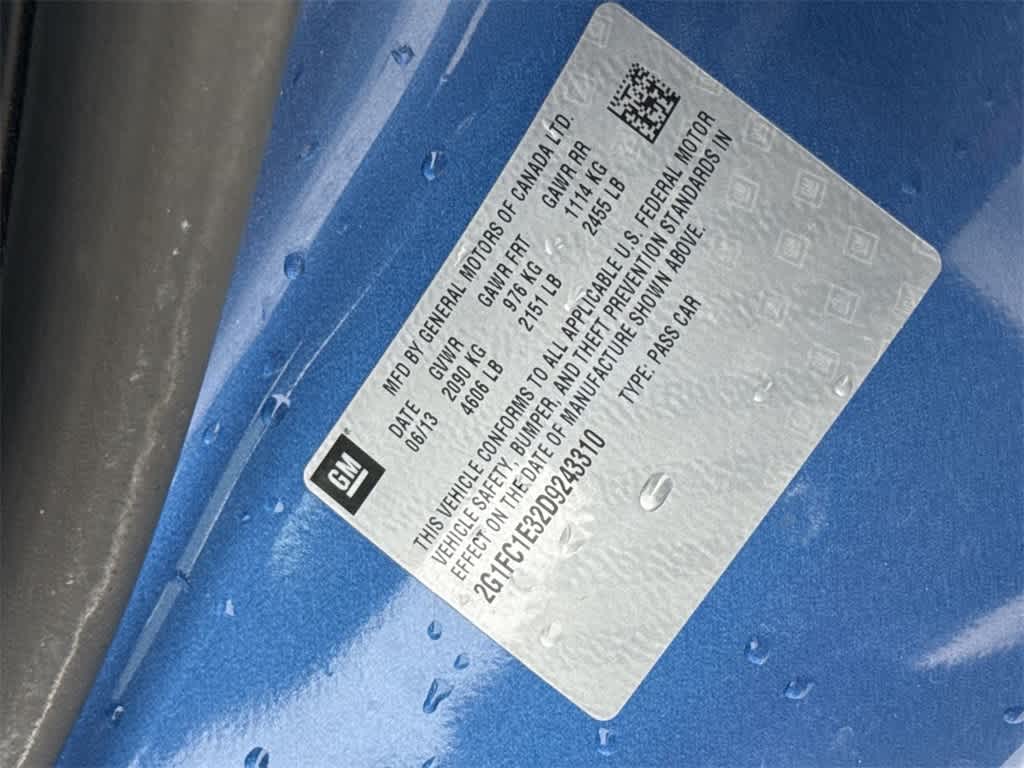 GM
MFD BY GENERAL MOTORS OF CANADA LTD.
DATE GVWR GAWR FRT GAWR RR
06/13 2090 KG 976 KG 1114 KG
4606 LB 2151 LB 2455 LB
THIS VEHICLE CONFORMS TO ALL APPLICABLE U.S. FEDERAL MOTOR
VEHICLE SAFETY, BUMPER, AND THEFT PREVENTION STANDARDS IN
EFFECT ON THE DATE OF MANUFACTURE SHOWN ABOVE.
2G1FC1E32D9243310 TYPE: PASS CAR